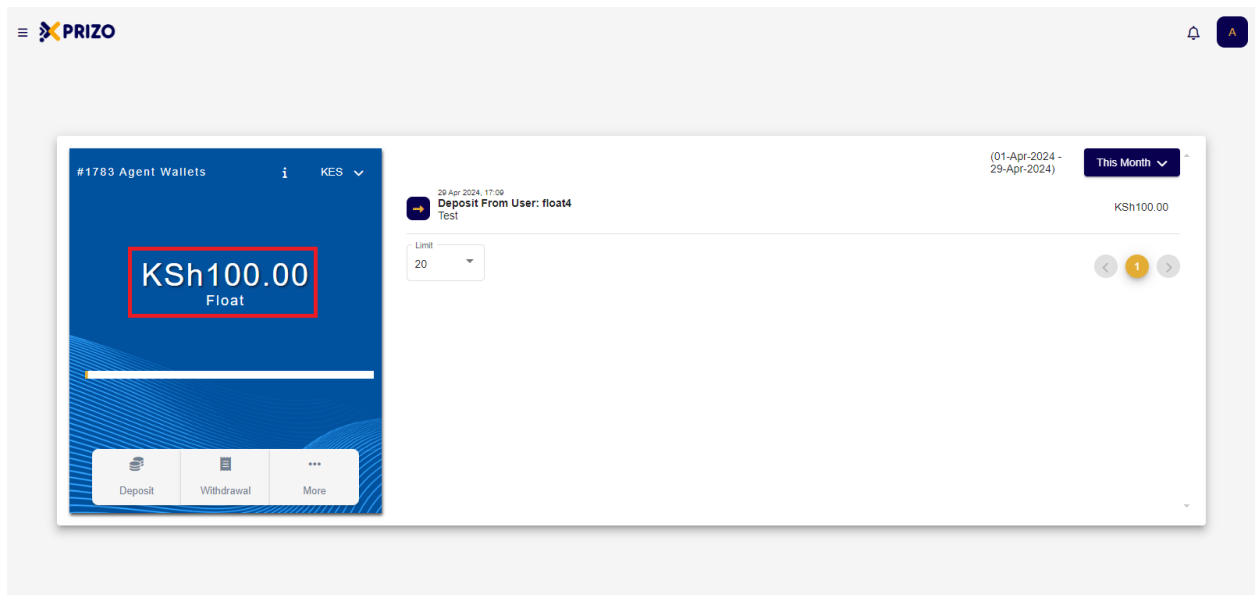 XPRIZO
A
#1783 Agent Wallets
i
KES
KSh100.00
Float
Deposit
Withdrawal
More
(01-Apr-2024 -
29-Apr-2024)
This Month
29 Apr 2024, 17:09
Deposit From User: float4
Test
KSh100.00
Limit
20
1